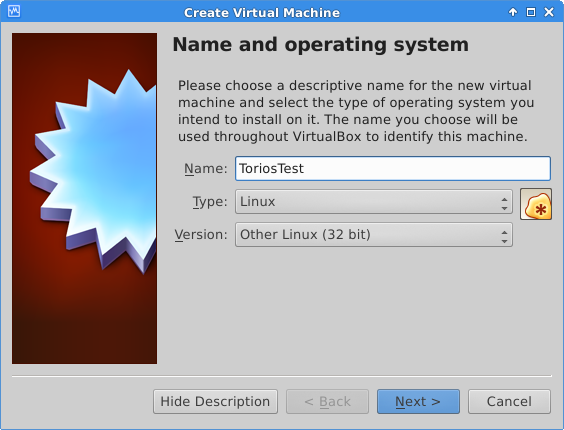 Create Virtual Machine
Name and operating system
Please choose a descriptive name for the new virtual
machine and select the type of operating system you
intend to install on it. The name you choose will be
used throughout VirtualBox to identify this machine.
Name: ToriosTest
Type: Linux
Version: Other Linux (32 bit)
Hide Description < Back Next > Cancel